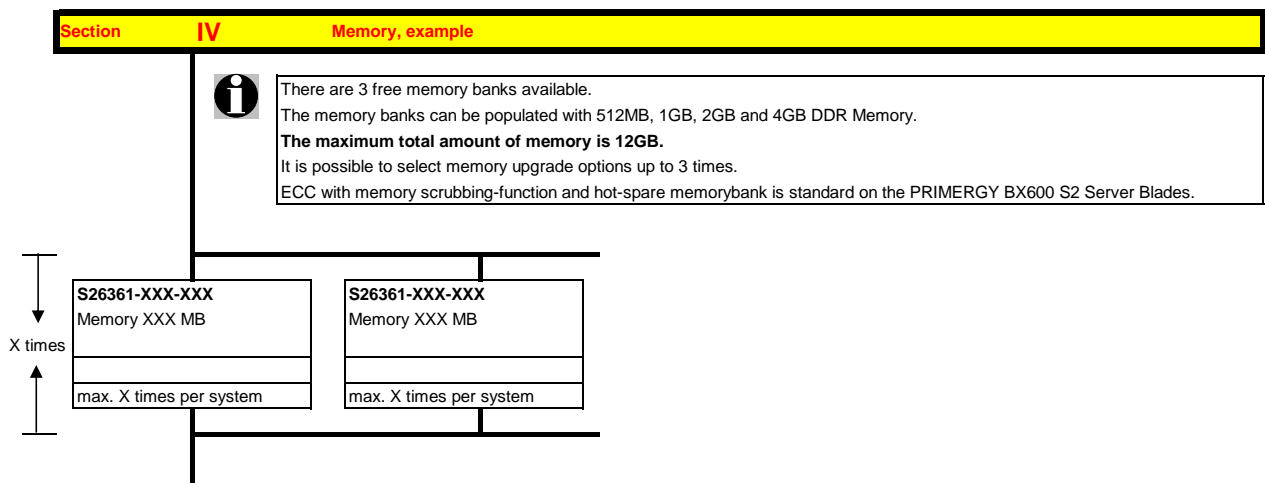 Section IV Memory, example
There are 3 free memory banks available.
The memory banks can be populated with 512MB, 1GB, 2GB and 4GB DDR Memory.
The maximum total amount of memory is 12GB.
It is possible to select memory upgrade options up to 3 times.
ECC with memory scrubbing-function and hot-spare memorybank is standard on the PRIMERGY BX600 S2 Server Blades.
S26361-XXX-XXX S26361-XXX-XXX
Memory XXX MB Memory XXX MB
X times
max. X times per system max. X times per system